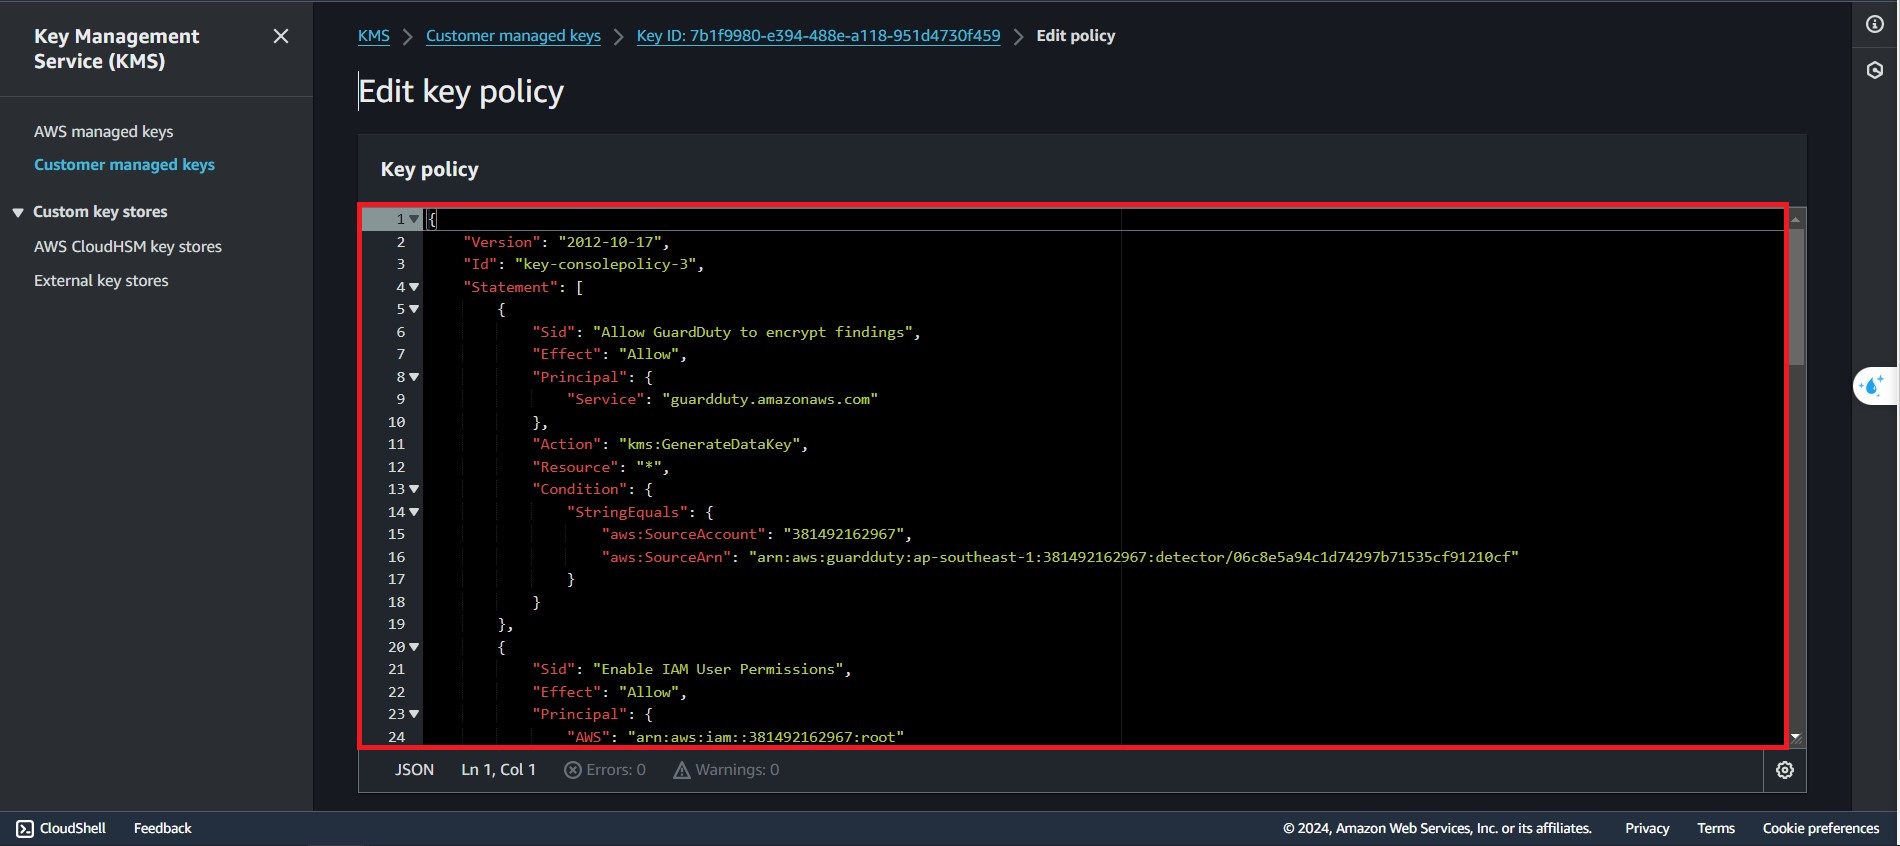 Key Management
Service (KMS)
AWS managed keys
Customer managed keys
Custom key stores
AWS CloudHSM key stores
External key stores
KMS
Customer managed keys
Key ID: 7b1f9980-e394-488e-a118-951d4730f459
Edit policy
Edit key policy
Key policy
1 {
2 "Version": "2012-10-17",
3 "Id": "key-consolepolicy-3",
4 "Statement": [
5 {
6 "Sid": "Allow GuardDuty to encrypt findings",
7 "Effect": "Allow",
8 "Principal": {
9 "Service": "guardduty.amazonaws.com"
10 },
11 "Action": "kms:GenerateDataKey",
12 "Resource": "*",
13 "Condition": {
14 "StringEquals": {
15 "aws:SourceAccount": "381492162967",
16 "aws:SourceArn": "arn:aws:guardduty:ap-southeast-1:381492162967:detector/06c8e5a94c1d74297b71535cf91210cf"
17 }
18 }
19 },
20 {
21 "Sid": "Enable IAM User Permissions",
22 "Effect": "Allow",
23 "Principal": {
24 "AWS": "arn:aws:iam::381492162967:root"
JSON Ln 1, Col 1 Errors: 0 Warnings: 0
CloudShell Feedback © 2024, Amazon Web Services, Inc. or its affiliates. Privacy Terms Cookie preferences